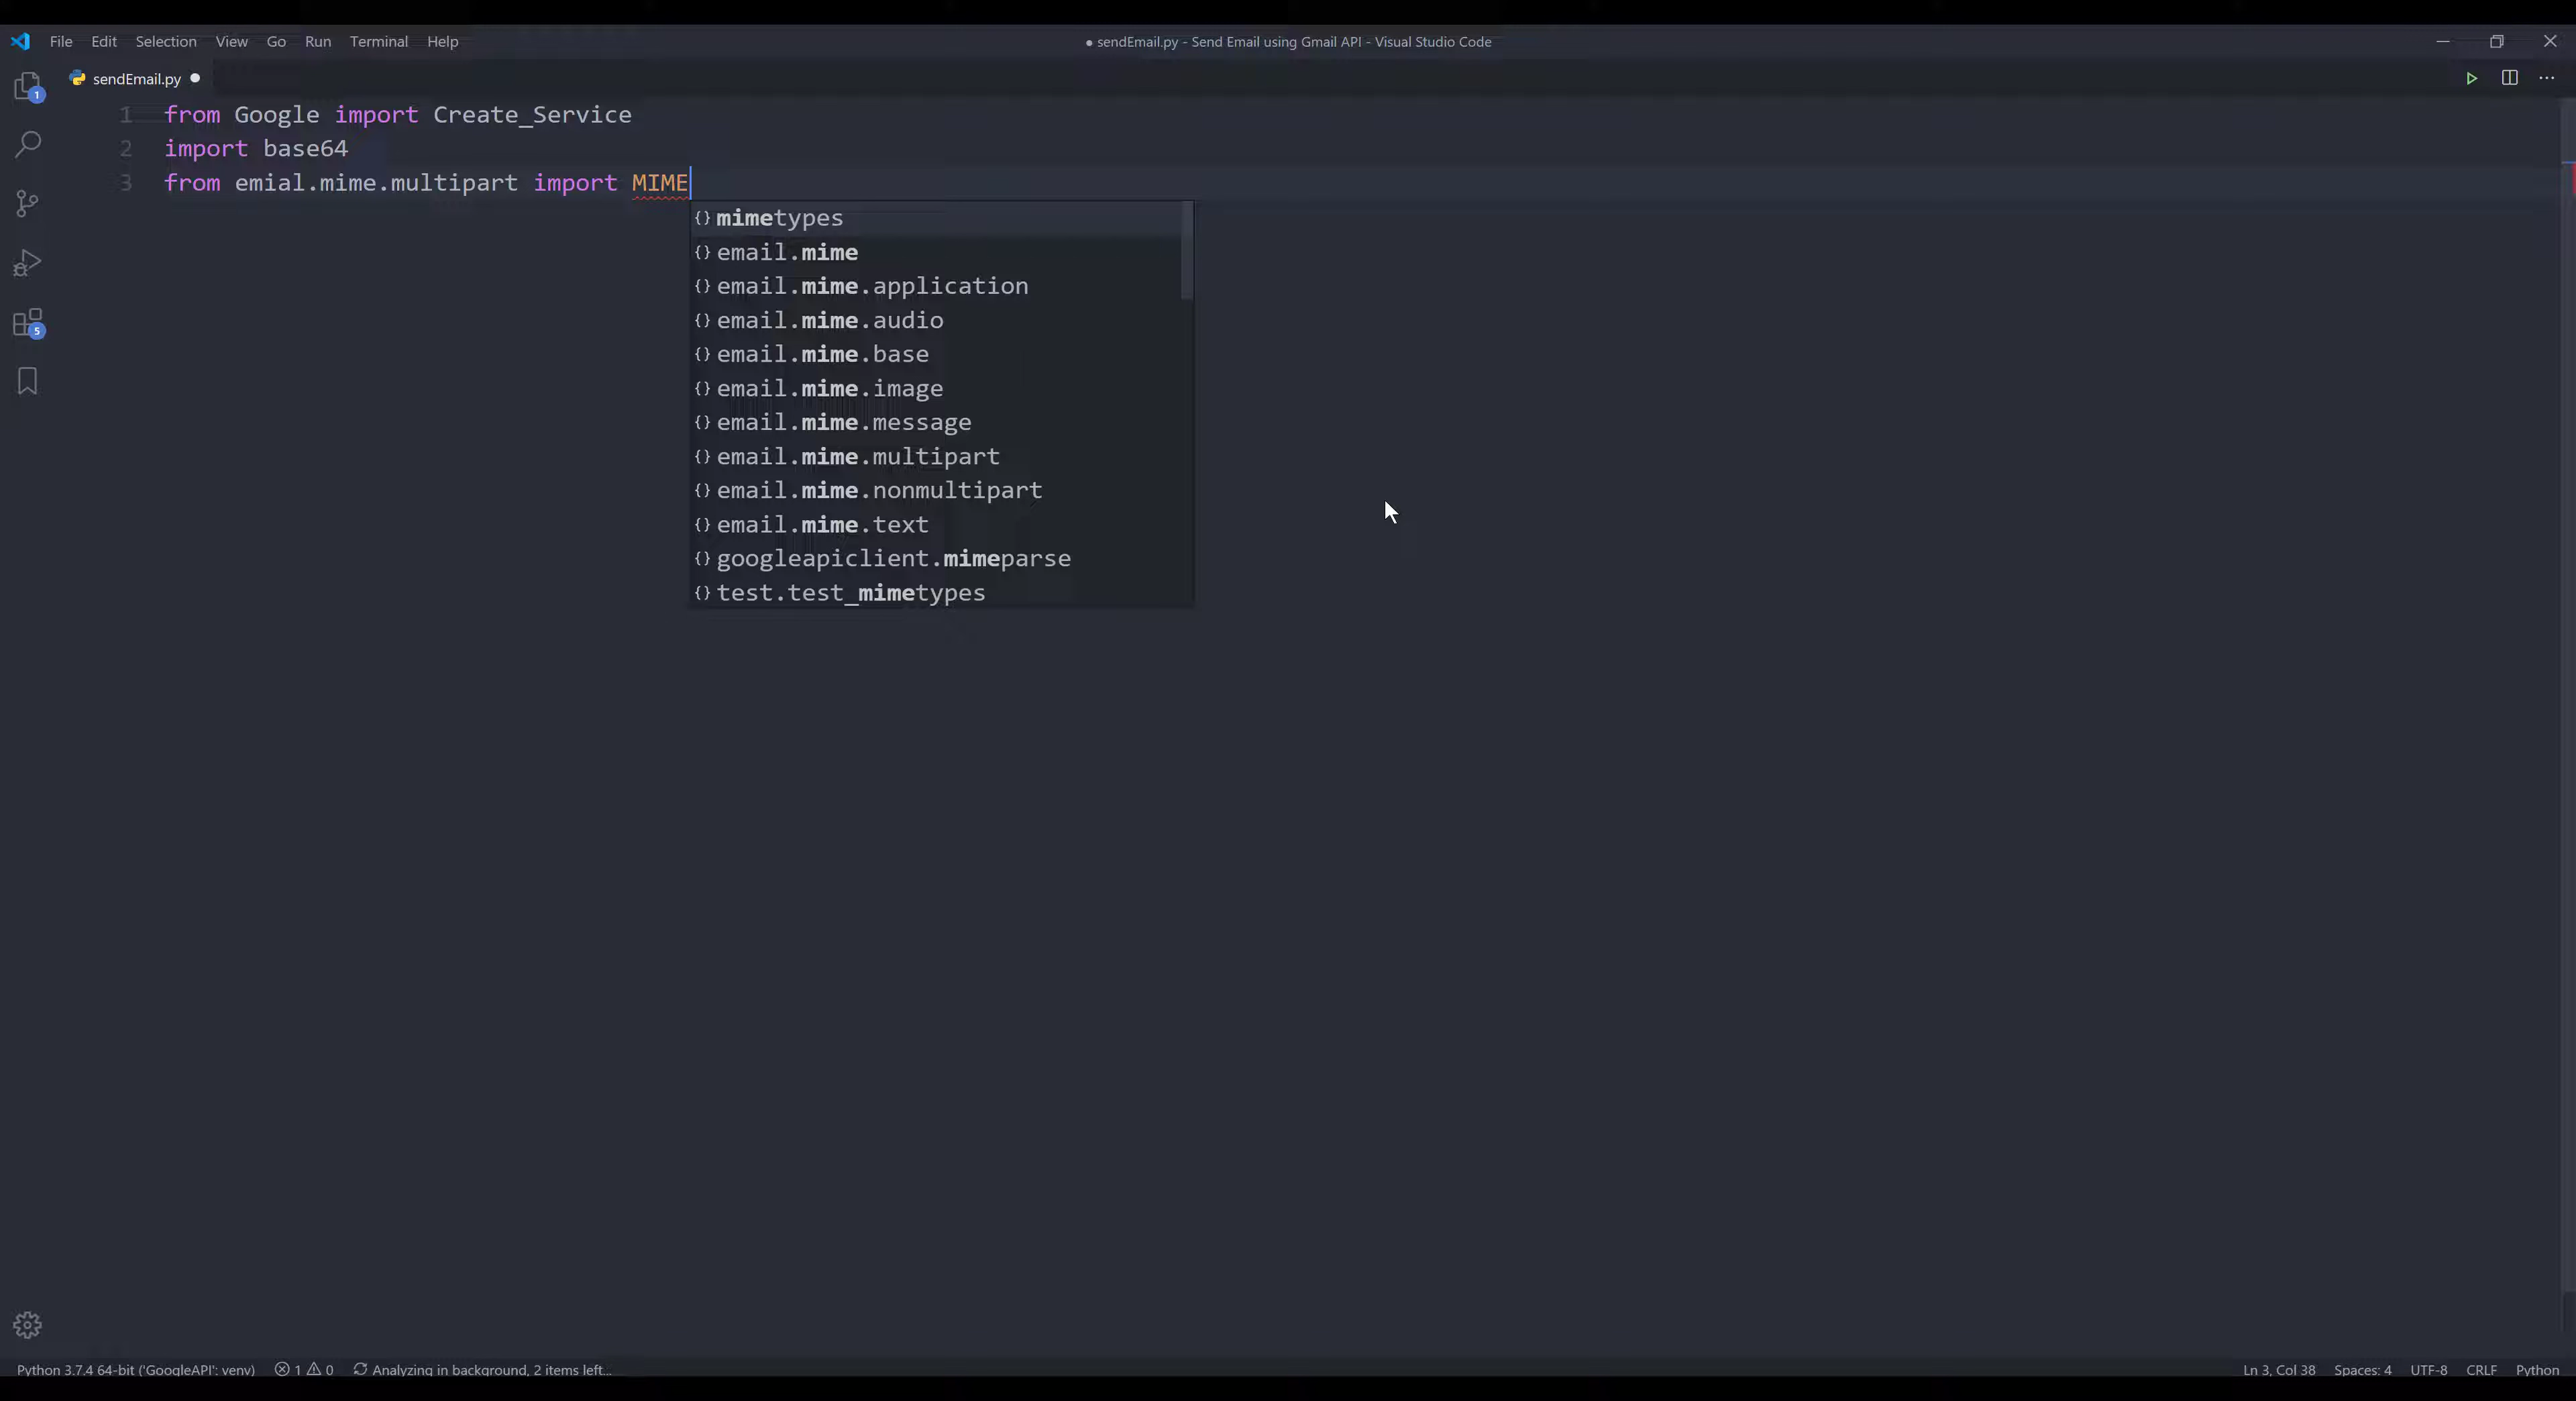 File Edit Selection View Go Run Terminal Help
● sendEmail.py - Send Email using Gmail API - Visual Studio Code
sendEmail.py
1 from Google import Create_Service
2 import base64
3 from emial.mime.multipart import MIME
{} mimetypes
{} email.mime
{} email.mime.application
{} email.mime.audio
{} email.mime.base
{} email.mime.image
{} email.mime.message
{} email.mime.multipart
{} email.mime.nonmultipart
{} email.mime.text
{} googleapiclient.mimeparse
{} test.test_mimetypes
1
5
Python 3.7.4 64-bit ('GoogleAPI': venv) 1 0 Analyzing in background, 2 items left... Ln 3, Col 38 Spaces: 4 UTF-8 CRLF Python